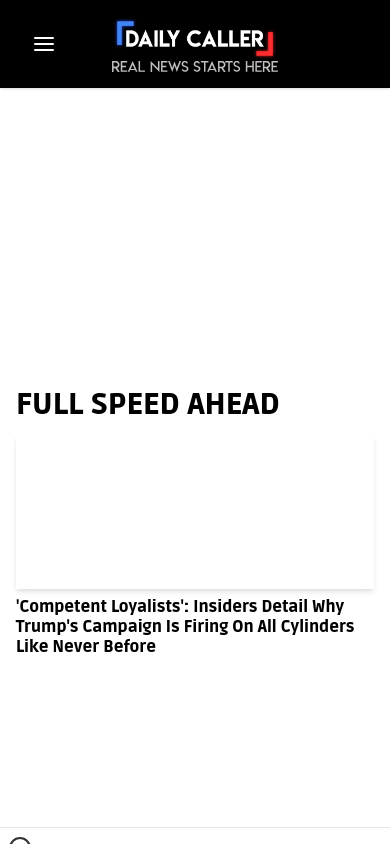 DAILY CALLER
REAL NEWS STARTS HERE
FULL SPEED AHEAD
'Competent Loyalists': Insiders Detail Why
Trump's Campaign Is Firing On All Cylinders
Like Never Before